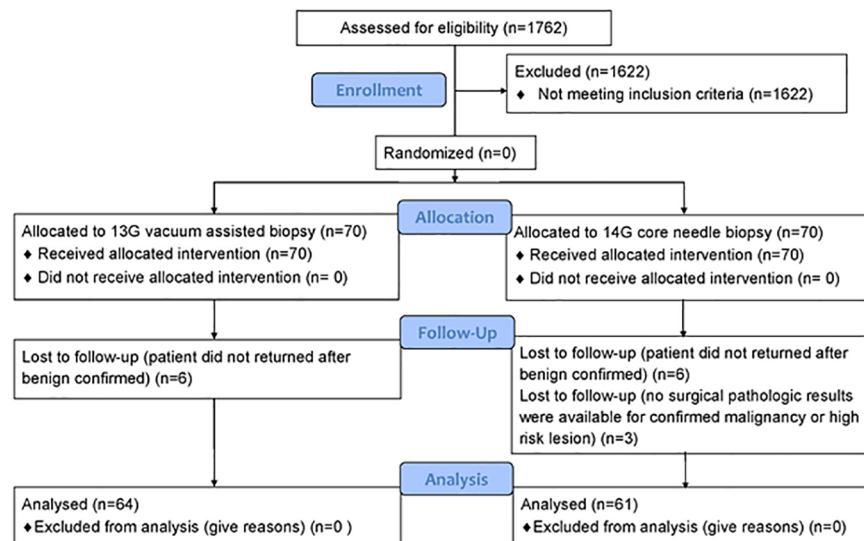 Assessed for eligibility (n=1762)
Excluded (n=1622)
♦ Not meeting inclusion criteria (n=1622)
Enrollment
Randomized (n=0)
Allocation
Allocated to 13G vacuum assisted biopsy (n=70)
♦ Received allocated intervention (n=70)
♦ Did not receive allocated intervention (n= 0)
Allocated to 14G core needle biopsy (n=70)
♦ Received allocated intervention (n=70)
♦ Did not receive allocated intervention (n= 0)
Follow-Up
Lost to follow-up (patient did not returned after
benign confirmed) (n=6)
Lost to follow-up (patient did not returned after
benign confirmed) (n=6)
Lost to follow-up (no surgical pathologic results
were available for confirmed malignancy or high
risk lesion) (n=3)
Analysis
Analysed (n=64)
♦Excluded from analysis (give reasons) (n=0 )
Analysed (n=61)
♦Excluded from analysis (give reasons) (n=0)